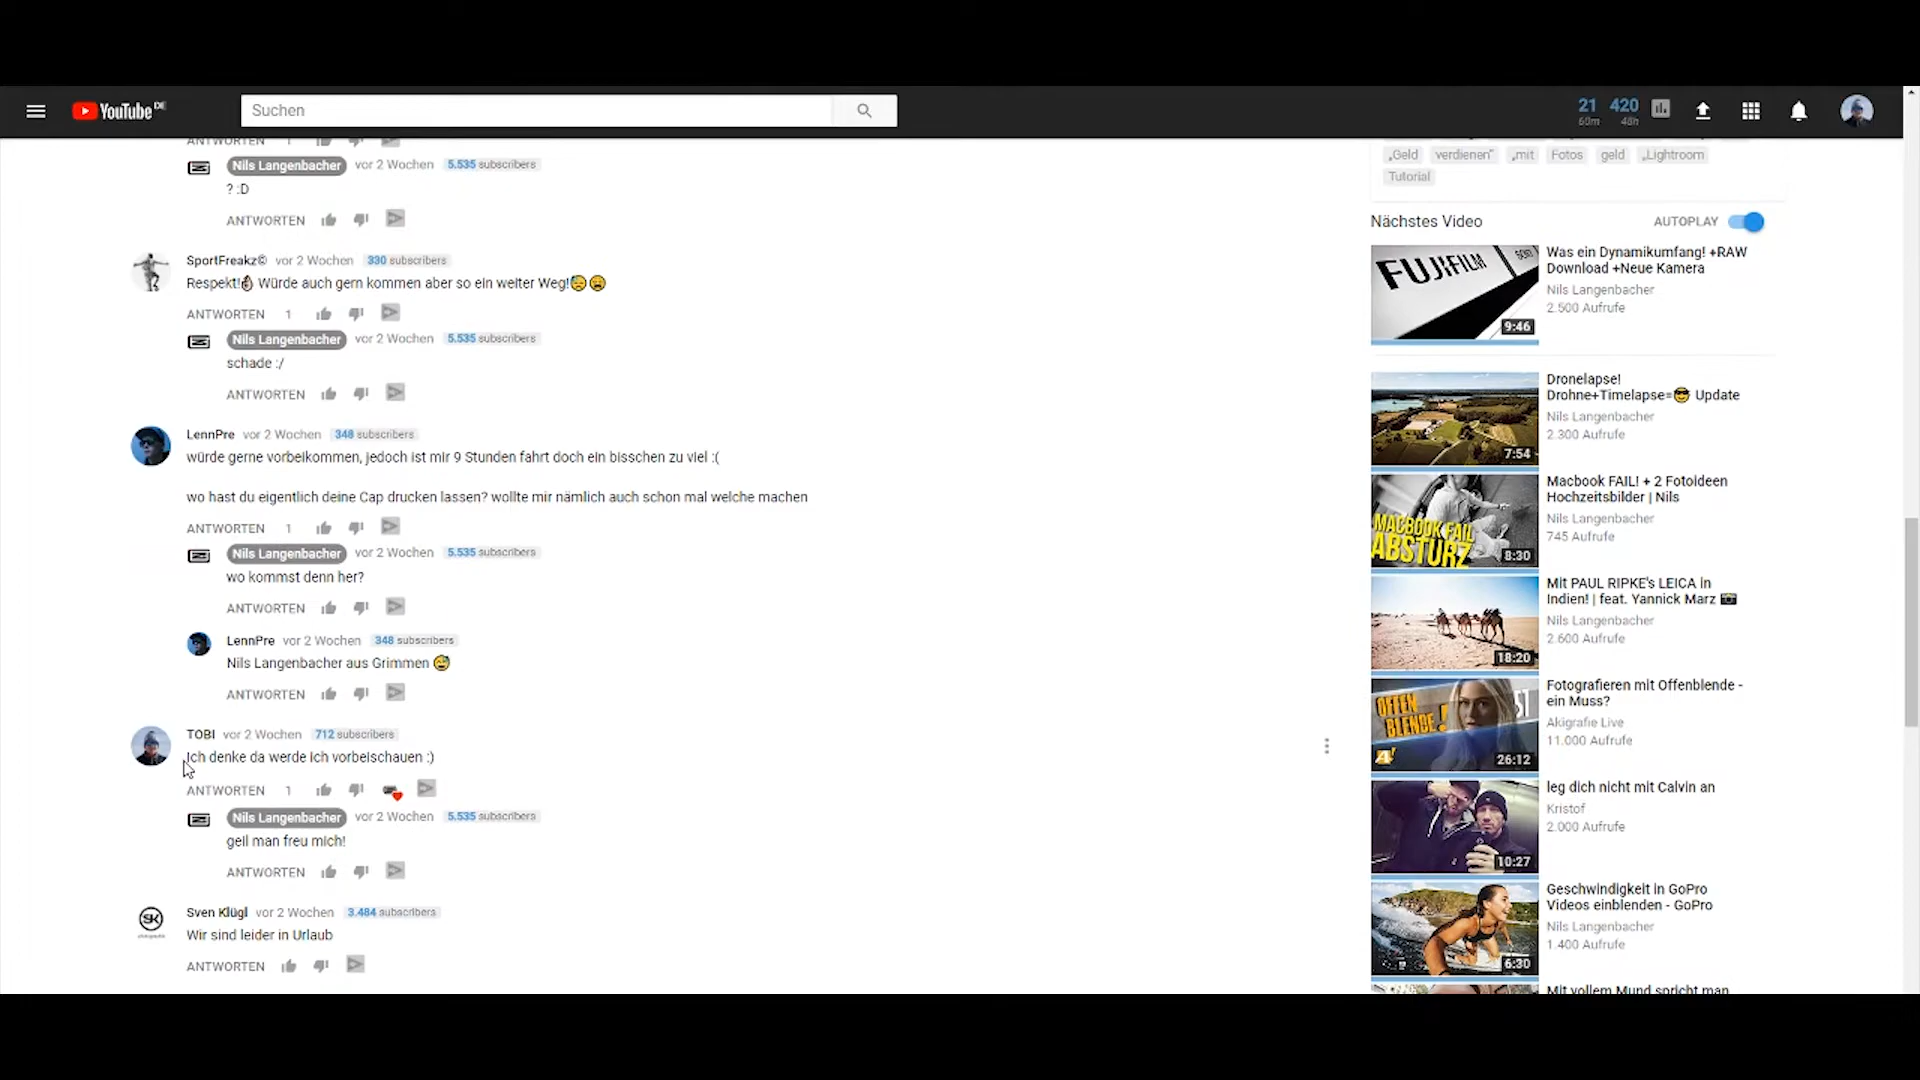 YouTube DE
Suchen
21
60m
420
48h
ANTWORTEN 1
Nils Langenbacher vor 2 Wochen 5.535 subscribers
? :D
ANTWORTEN
SportFreakz© vor 2 Wochen 330 subscribers
Respekt!👌 Würde auch gern kommen aber so ein weiter Weg!😥😩
ANTWORTEN 1
Nils Langenbacher vor 2 Wochen 5.535 subscribers
schade :/
ANTWORTEN
LennPre vor 2 Wochen 348 subscribers
würde gerne vorbeikommen, jedoch ist mir 9 Stunden fahrt doch ein bisschen zu viel :(
wo hast du eigentlich deine Cap drucken lassen? wollte mir nämlich auch schon mal welche machen
ANTWORTEN 1
Nils Langenbacher vor 2 Wochen 5.535 subscribers
wo kommst denn her?
ANTWORTEN
LennPre vor 2 Wochen 348 subscribers
Nils Langenbacher aus Grimmen 😅
ANTWORTEN
TOBI vor 2 Wochen 712 subscribers
Ich denke da werde ich vorbeischauen :)
ANTWORTEN 1
Nils Langenbacher vor 2 Wochen 5.535 subscribers
geil man freu mich!
ANTWORTEN
SK
Sven Klügl vor 2 Wochen 3.484 subscribers
Wir sind leider in Urlaub
ANTWORTEN
„Geld verdienen" „mit Fotos geld „Lightroom
Tutorial
Nächstes Video AUTOPLAY
FUJIFILM
SONY
9:46
Was ein Dynamikumfang! +RAW
Download +Neue Kamera
Nils Langenbacher
2.500 Aufrufe
7:54
Dronelapse!
Drohne+Timelapse=😎 Update
Nils Langenbacher
2.300 Aufrufe
MACBOOK FAIL
ABSTURZ
8:30
Macbook FAIL! + 2 Fotoideen
Hochzeitsbilder | Nils
Nils Langenbacher
745 Aufrufe
18:20
Mit PAUL RIPKE's LEICA in
Indien! | feat. Yannick Marz 📷
Nils Langenbacher
2.600 Aufrufe
OFFEN
BLENDE!
ST
A!
26:12
Fotografieren mit Offenblende -
ein Muss?
Akigrafie Live
11.000 Aufrufe
10:27
leg dich nicht mit Calvin an
Kristof
2.000 Aufrufe
6:30
Geschwindigkeit in GoPro
Videos einblenden - GoPro
Nils Langenbacher
1.400 Aufrufe
Mit vollem Mund spricht man